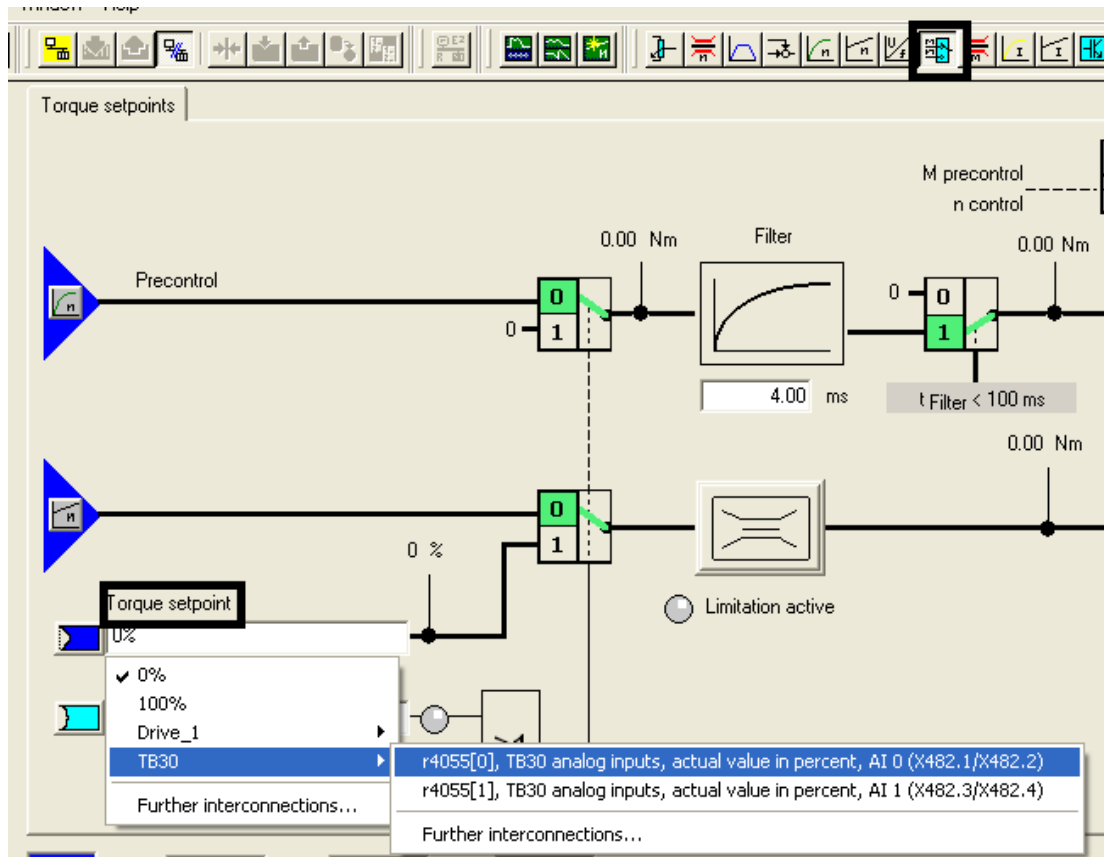 Window Help
Torque setpoints
M precontrol
n control
0.00 Nm
Filter
0.00 Nm
Precontrol
0
0
1
0
0
1
4.00 ms
t Filter < 100 ms
0.00 Nm
0
1
0 %
Torque setpoint
0%
Limitation active
0%
100%
Drive_1
TB30
Further interconnections...
r4055[0], TB30 analog inputs, actual value in percent, AI 0 (X482.1/X482.2)
r4055[1], TB30 analog inputs, actual value in percent, AI 1 (X482.3/X482.4)
Further interconnections...